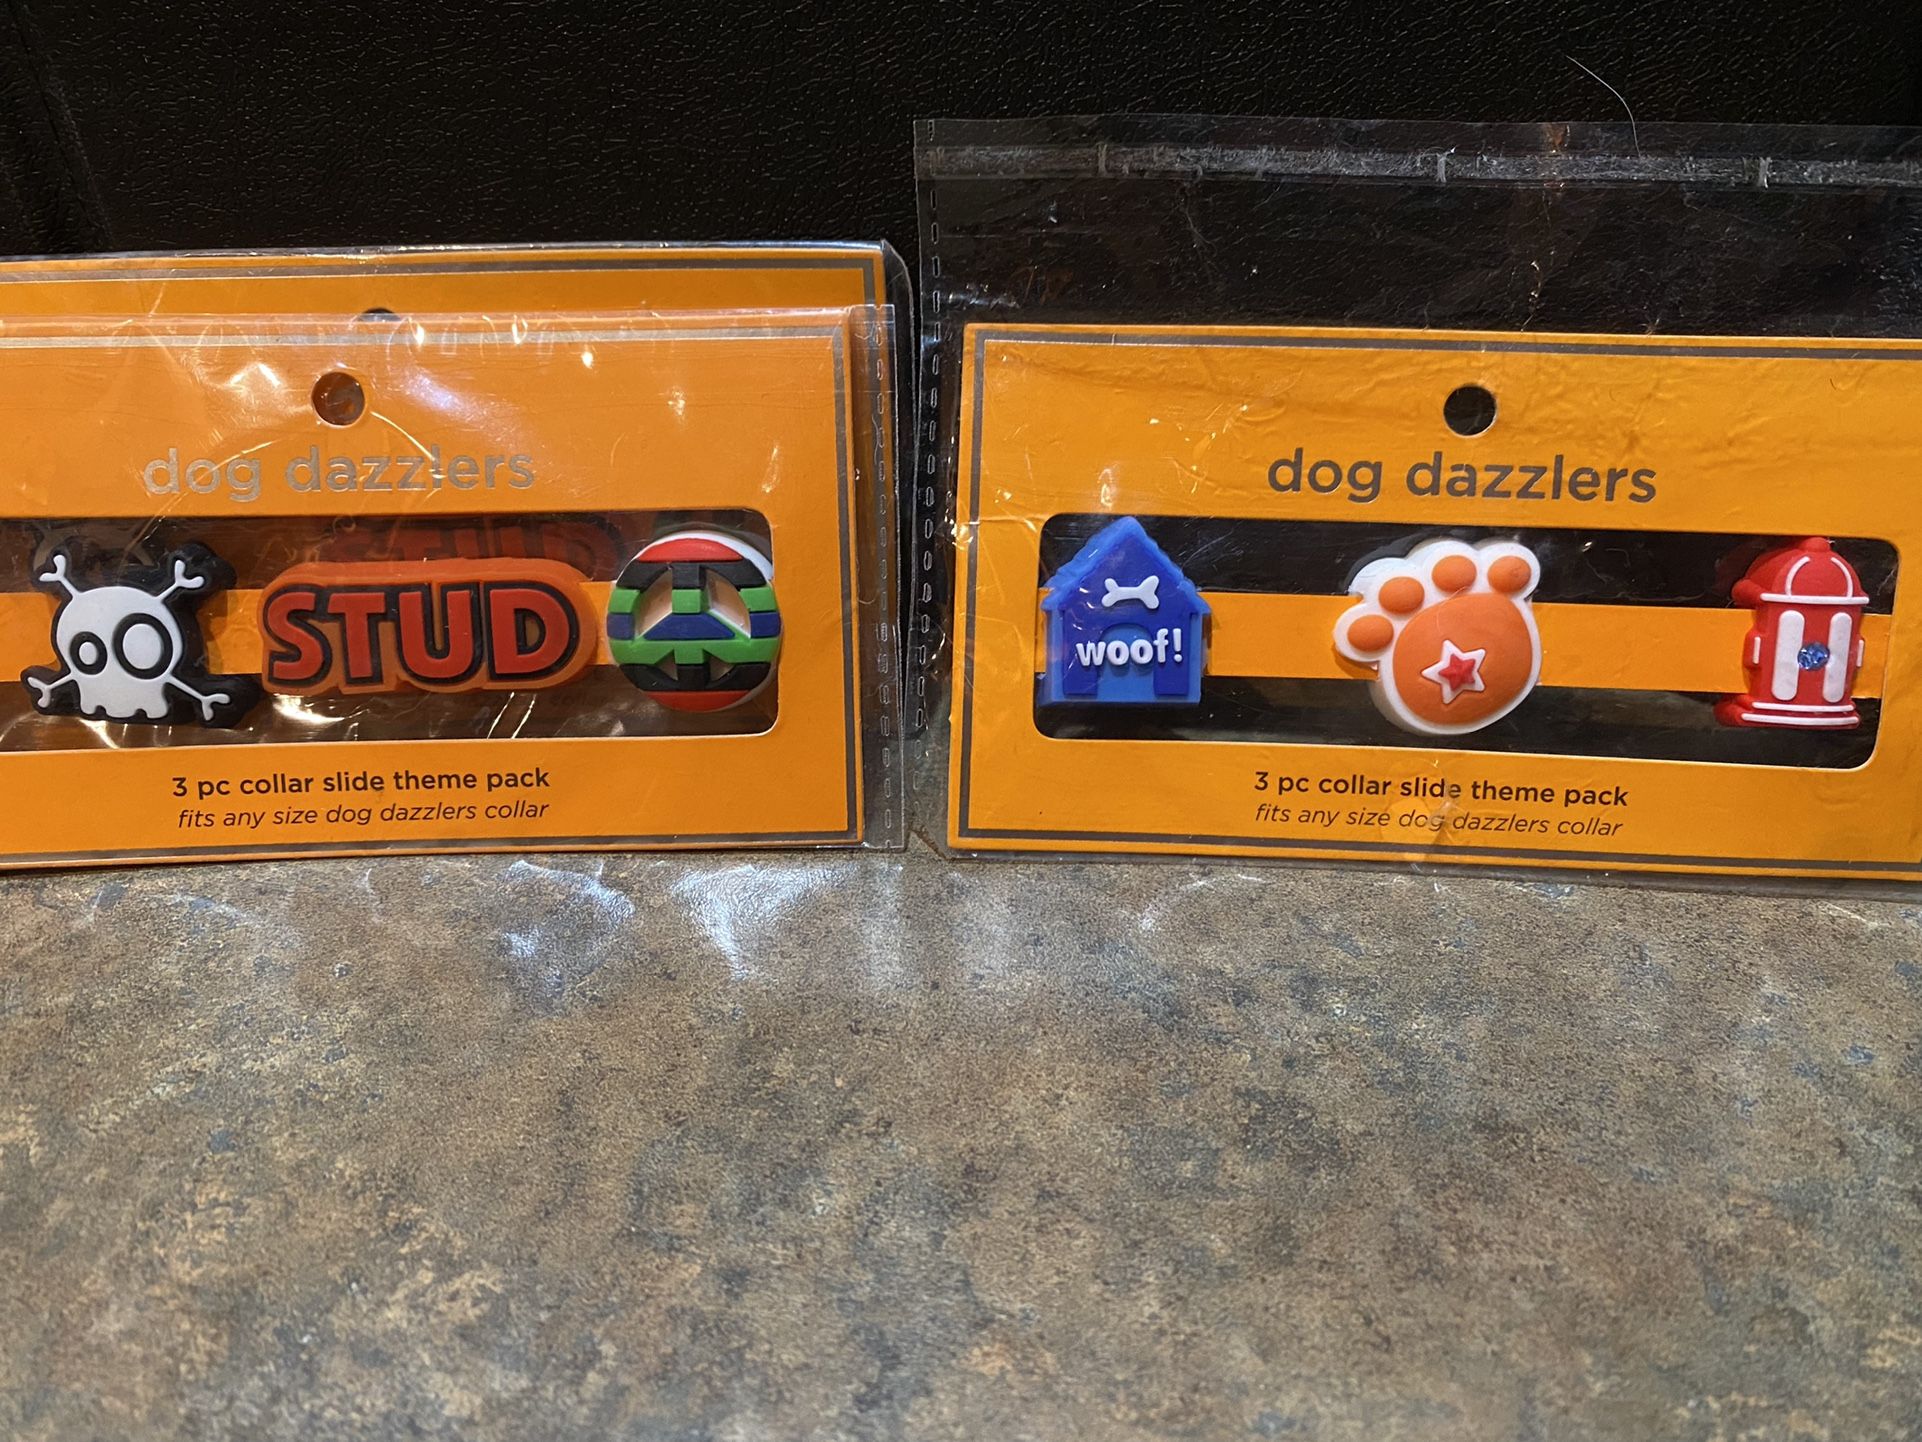 dog dazzlers
STUD
STUD
3 pc collar slide theme pack
fits any size dog dazzlers collar
dog dazzlers
woof!
3 pc collar slide theme pack
fits any size dog dazzlers collar